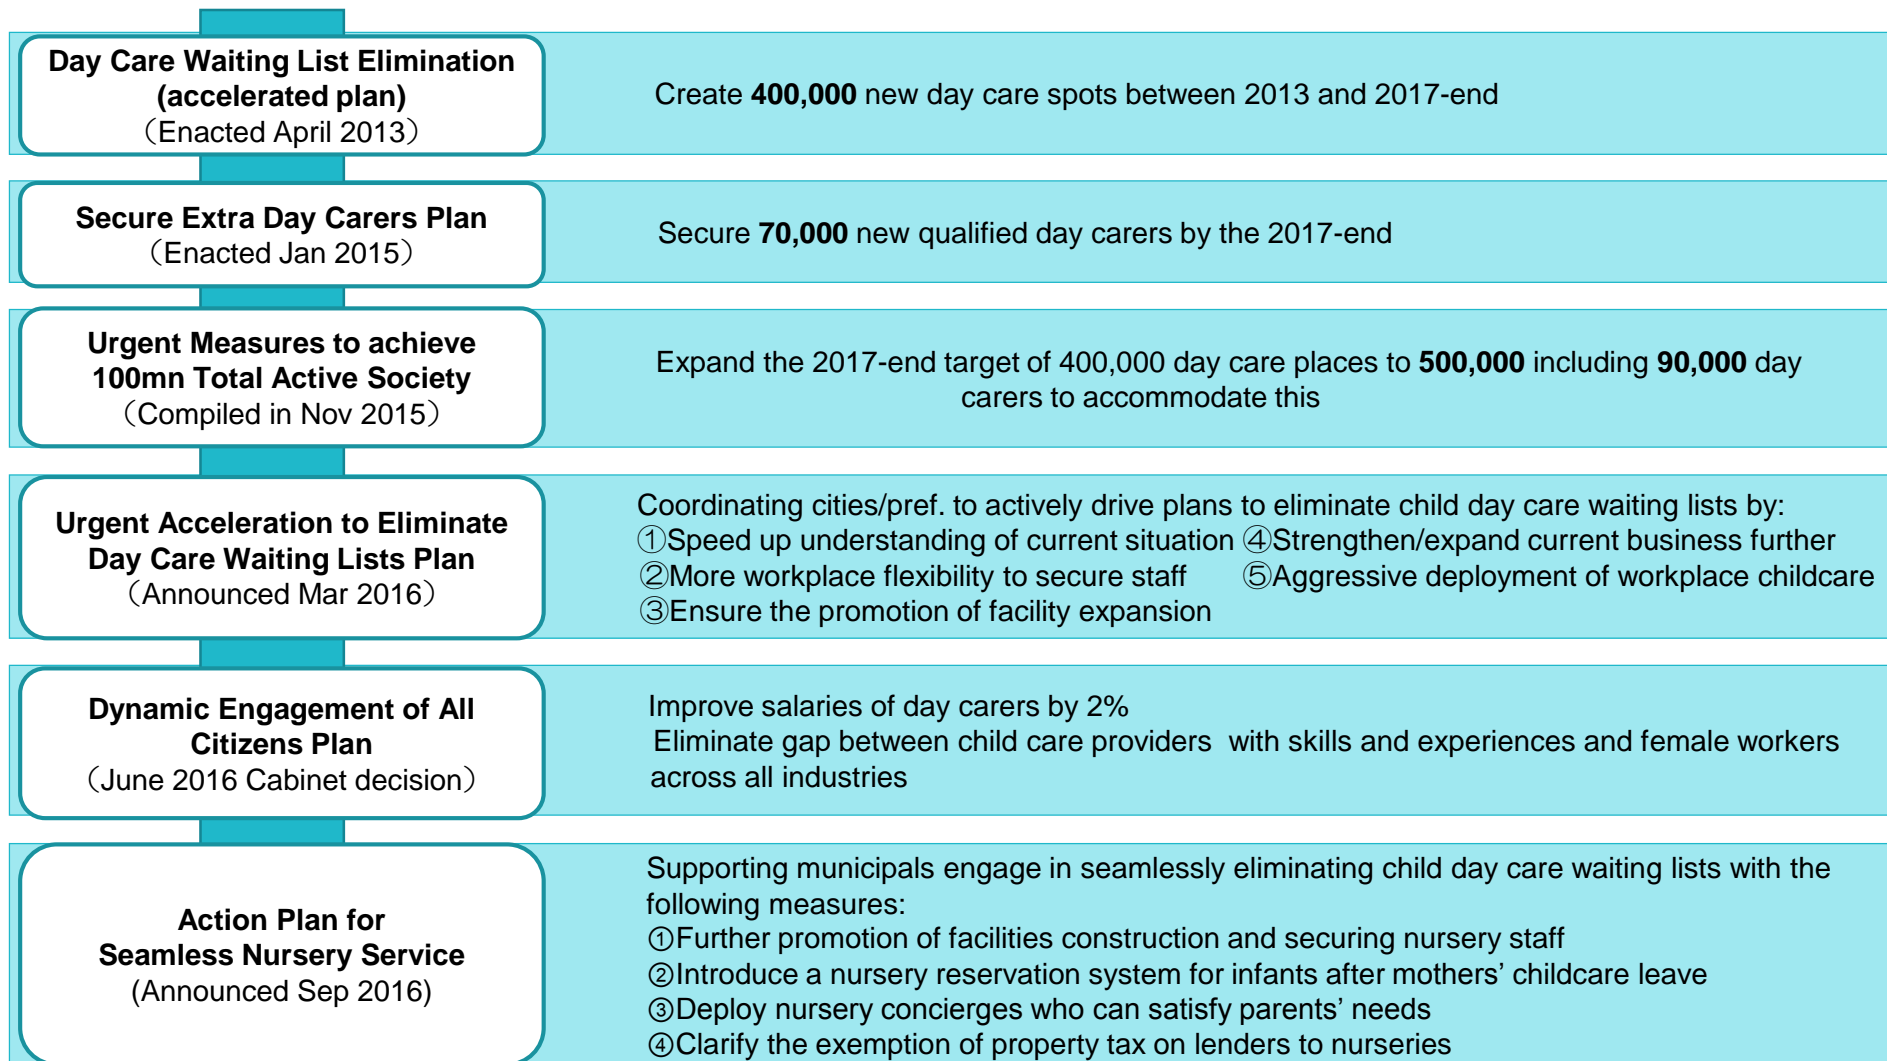 Day Care Waiting List Elimination
(accelerated plan)
（Enacted April 2013）
Create 400,000 new day care spots between 2013 and 2017-end
Secure Extra Day Carers Plan
（Enacted Jan 2015）
Secure 70,000 new qualified day carers by the 2017-end
Urgent Measures to achieve
100mn Total Active Society
（Compiled in Nov 2015）
Expand the 2017-end target of 400,000 day care places to 500,000 including 90,000 day
carers to accommodate this
Urgent Acceleration to Eliminate
Day Care Waiting Lists Plan
（Announced Mar 2016）
Coordinating cities/pref. to actively drive plans to eliminate child day care waiting lists by:
①Speed up understanding of current situation ④Strengthen/expand current business further
②More workplace flexibility to secure staff ⑤Aggressive deployment of workplace childcare
③Ensure the promotion of facility expansion
Dynamic Engagement of All
Citizens Plan
（June 2016 Cabinet decision）
Improve salaries of day carers by 2%
Eliminate gap between child care providers with skills and experiences and female workers
across all industries
Action Plan for
Seamless Nursery Service
(Announced Sep 2016)
Supporting municipals engage in seamlessly eliminating child day care waiting lists with the
following measures:
①Further promotion of facilities construction and securing nursery staff
②Introduce a nursery reservation system for infants after mothers’ childcare leave
③Deploy nursery concierges who can satisfy parents’ needs
④Clarify the exemption of property tax on lenders to nurseries